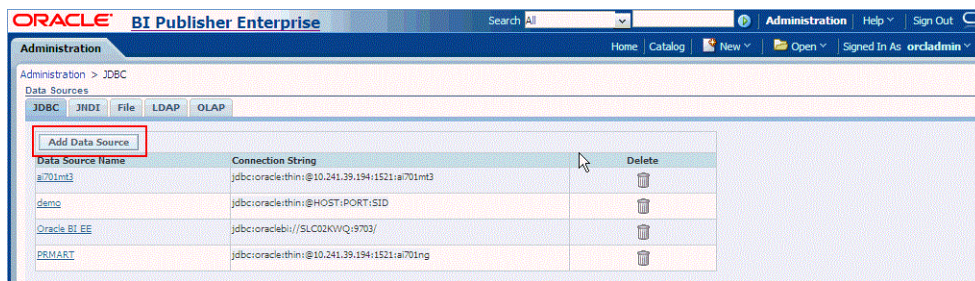 ORACLE BI Publisher Enterprise Search All Administration Help Sign Out
Administration Home Catalog New Open Signed In As orcladmin
Administration > JDBC
Data Sources
JDBC JNDI File LDAP OLAP
Add Data Source
Data Source Name Connection String Delete
ai701mt3 jdbc:oracle:thin:@10.241.39.194:1521:ai701mt3
demo jdbc:oracle:thin:@HOST:PORT:SID
Oracle BI EE jdbc:oraclebi://SLC02KWQ:9703/
PRMART jdbc:oracle:thin:@10.241.39.194:1521:ai701ng